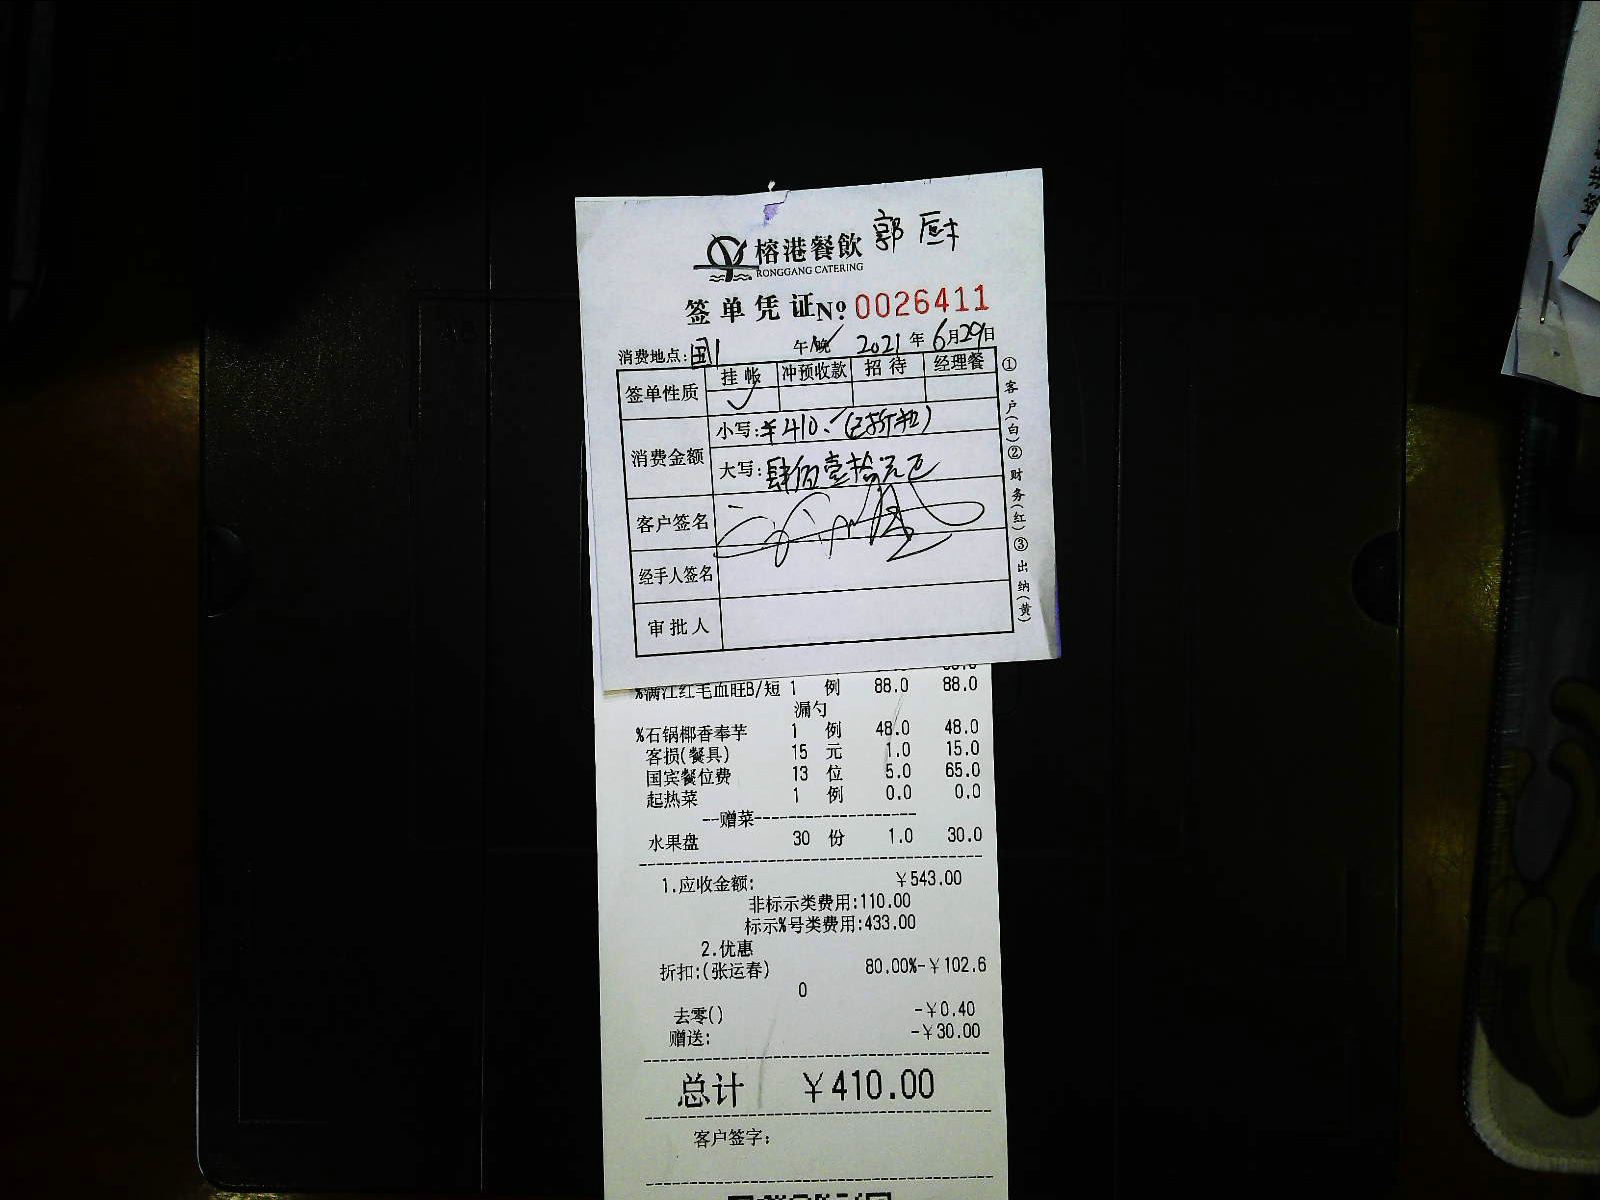 榕港餐飲
RONGGANG CATERING
郭
签单凭证 No: 0026411
消费地点: 国1 午/晚 2021年6月29日
签单性质 挂帐 冲预收款 招待 经理餐
✓
消费金额 小写:¥410.
大写:肆佰壹拾元正
客户签名
经手人签名
审批人
①客户(白)②财务(红)③出纳(黄)
%满江红毛血旺B/短 1 例 88.0 88.0
漏勺
%石锅椰香奉芋 1 例 48.0 48.0
客损(餐具) 15 元 1.0 15.0
国宾餐位费 13 位 5.0 65.0
起热菜 1 例 0.0 0.0
--赠菜--
水果盘 30 份 1.0 30.0
1.应收金额: ¥543.00
非标示类费用:110.00
标示%号类费用:433.00
2.优惠
折扣:(张运春) 80.00%-¥102.6
0
去零() -¥0.40
赠送: -¥30.00
总计 ¥410.00
客户签字: